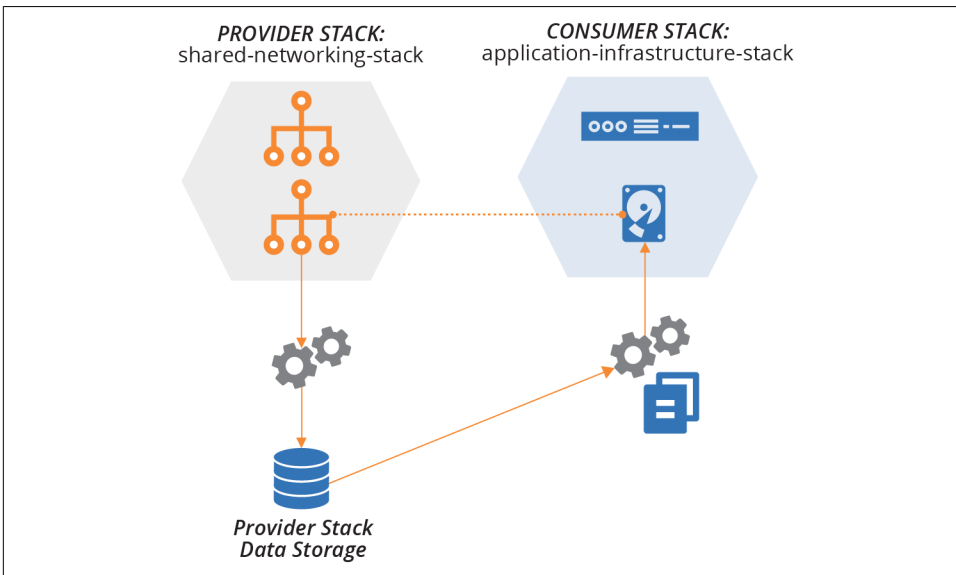 PROVIDER STACK:
shared-networking-stack
CONSUMER STACK:
application-infrastructure-stack
Provider Stack
Data Storage